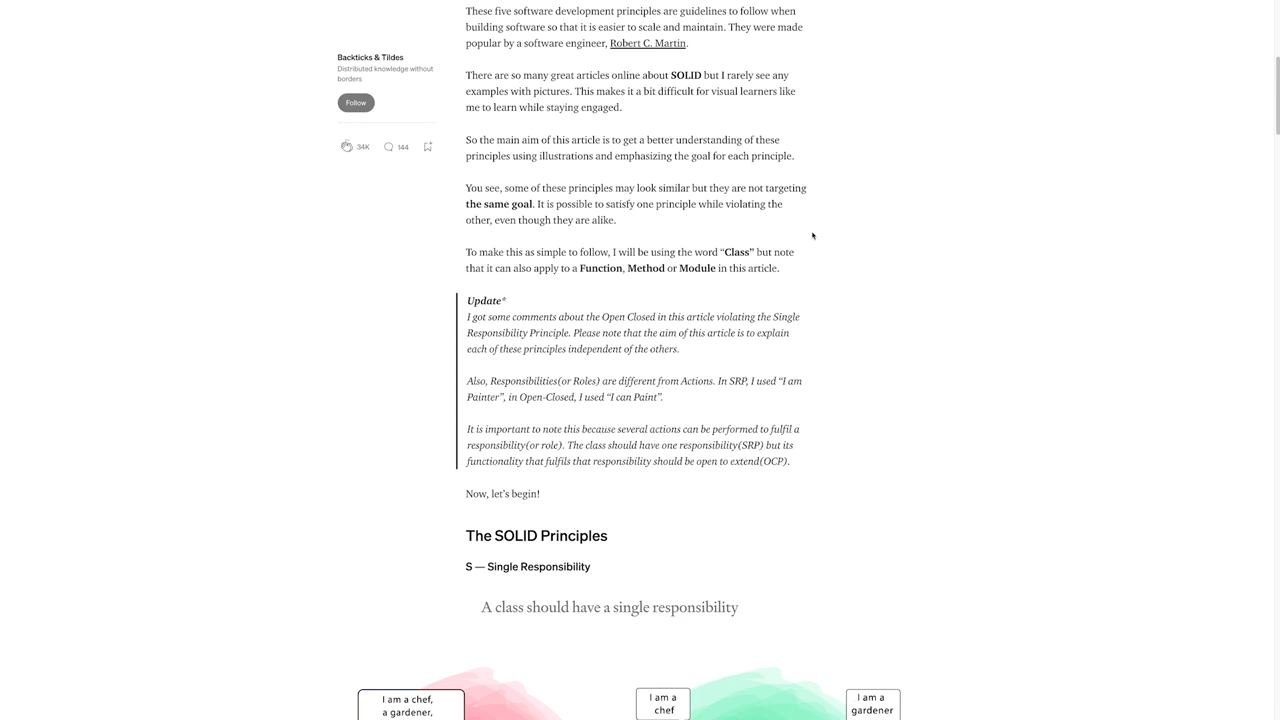 These five software development principles are guidelines to follow when
building software so that it is easier to scale and maintain. They were made
popular by a software engineer, Robert C. Martin.
Backticks & Tildes
Distributed knowledge without
borders
Follow
34K
144
There are so many great articles online about SOLID but I rarely see any
examples with pictures. This makes it a bit difficult for visual learners like
me to learn while staying engaged.
So the main aim of this article is to get a better understanding of these
principles using illustrations and emphasizing the goal for each principle.
You see, some of these principles may look similar but they are not targeting
the same goal. It is possible to satisfy one principle while violating the
other, even though they are alike.
To make this as simple to follow, I will be using the word “Class” but note
that it can also apply to a Function, Method or Module in this article.
Update*
I got some comments about the Open Closed in this article violating the Single
Responsibility Principle. Please note that the aim of this article is to explain
each of these principles independent of the others.
Also, Responsibilities(or Roles) are different from Actions. In SRP, I used “I am
Painter”, in Open-Closed, I used “I can Paint”.
It is important to note this because several actions can be performed to fulfil a
responsibility(or role). The class should have one responsibility(SRP) but its
functionality that fulfils that responsibility should be open to extend(OCP).
Now, let’s begin!
The SOLID Principles
S — Single Responsibility
A class should have a single responsibility
I am a chef,
a gardener,
I am a
chef
I am a
gardener